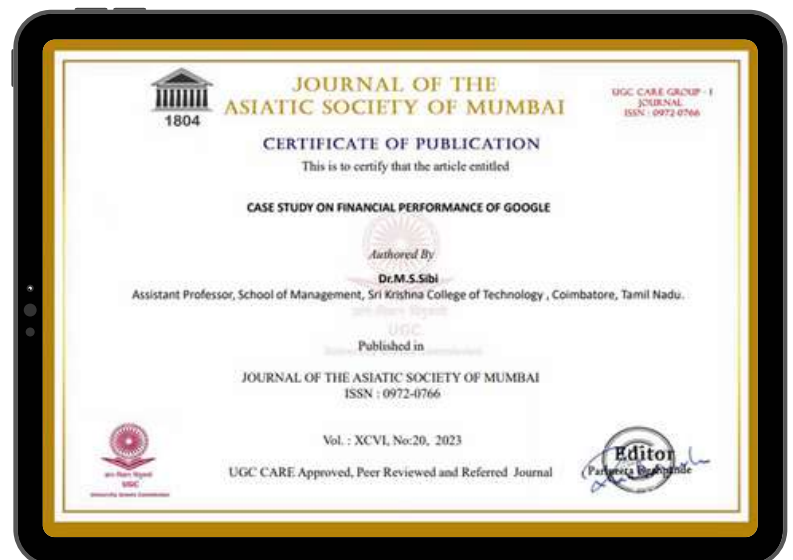 JOURNAL OF THE
ASIATIC SOCIETY OF MUMBAI
1804
UGC CARE GROUP - I
JOURNAL
ISSN : 0972-0766
CERTIFICATE OF PUBLICATION
This is to certify that the article entitled
CASE STUDY ON FINANCIAL PERFORMANCE OF GOOGLE
Authored By
Dr.M.S.Sibi
Assistant Professor, School of Management, Sri Krishna College of Technology , Coimbatore, Tamil Nadu.
UGC
Published in
JOURNAL OF THE ASIATIC SOCIETY OF MUMBAI
ISSN : 0972-0766
Vol. : XCVI, No:20, 2023
UGC CARE Approved, Peer Reviewed and Referred Journal
UGC
University Grants Commission
Editor